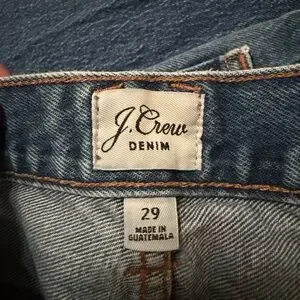 J.Crew
DENIM
29
MADE IN
GUATEMALA